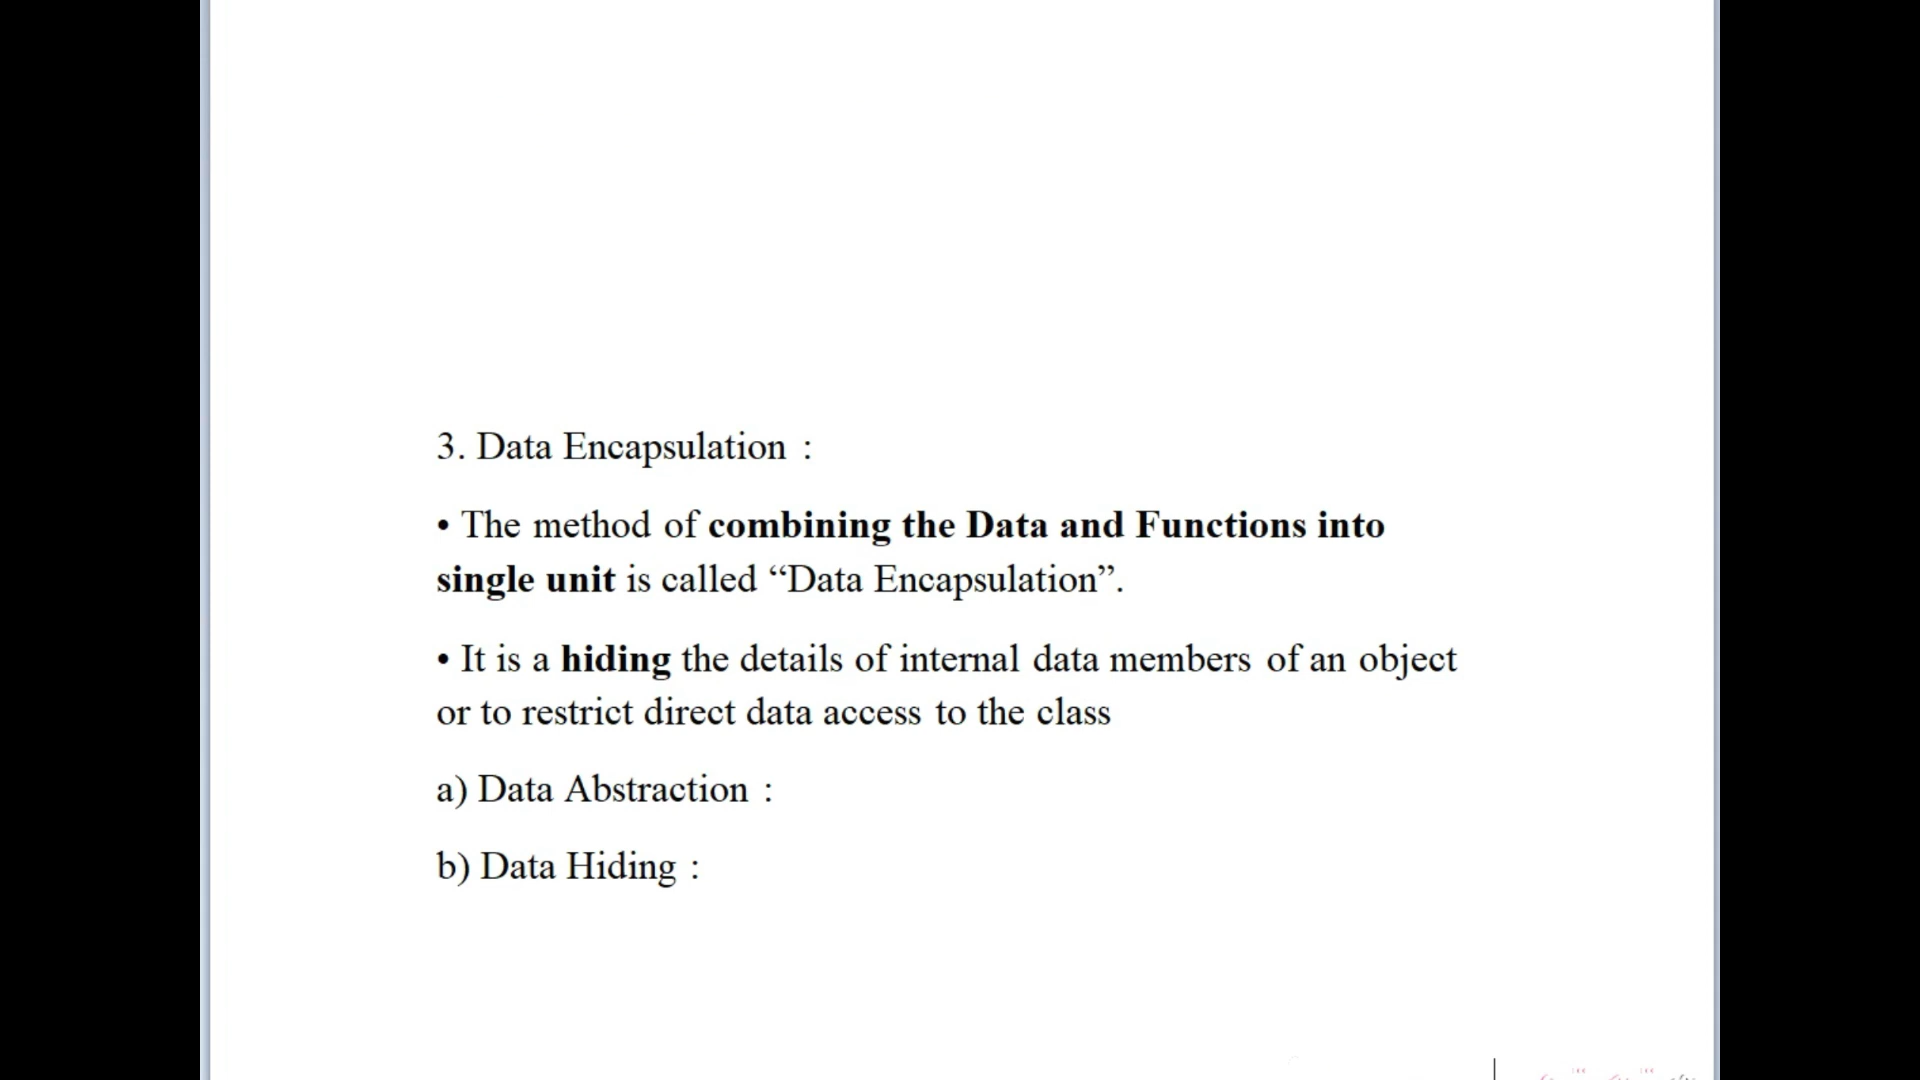 3. Data Encapsulation :
• The method of combining the Data and Functions into
single unit is called “Data Encapsulation”.
• It is a hiding the details of internal data members of an object
or to restrict direct data access to the class
a) Data Abstraction :
b) Data Hiding :